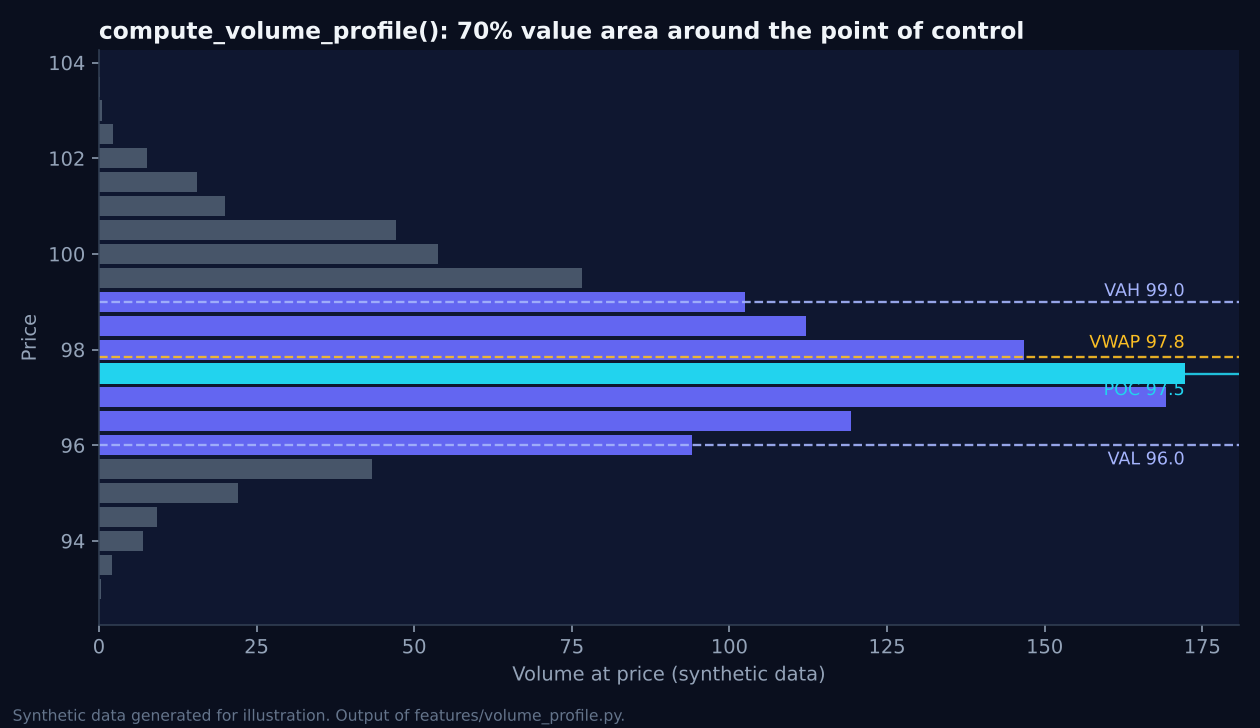 compute_volume_profile(): 70% value area around the point of control
104
102
100
98
96
94
Price
VAH 99.0
VWAP 97.8
POC 97.5
VAL 96.0
0 25 50 75 100 125 150 175
Volume at price (synthetic data)
Synthetic data generated for illustration. Output of features/volume_profile.py.